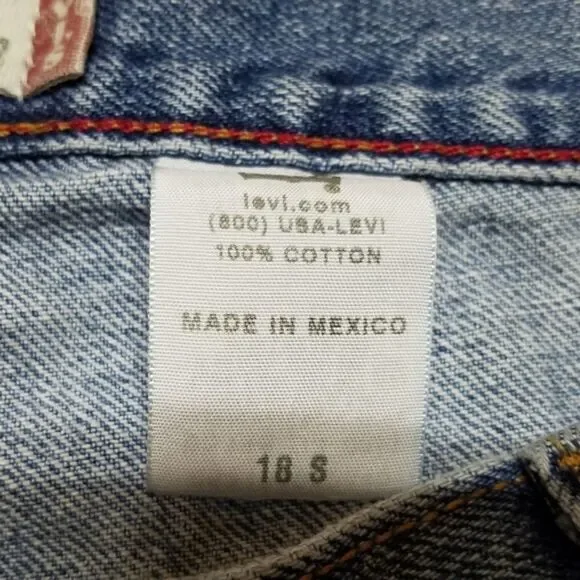 levi.com
(800) USA-LEVI
100% COTTON
MADE IN MEXICO
18 S